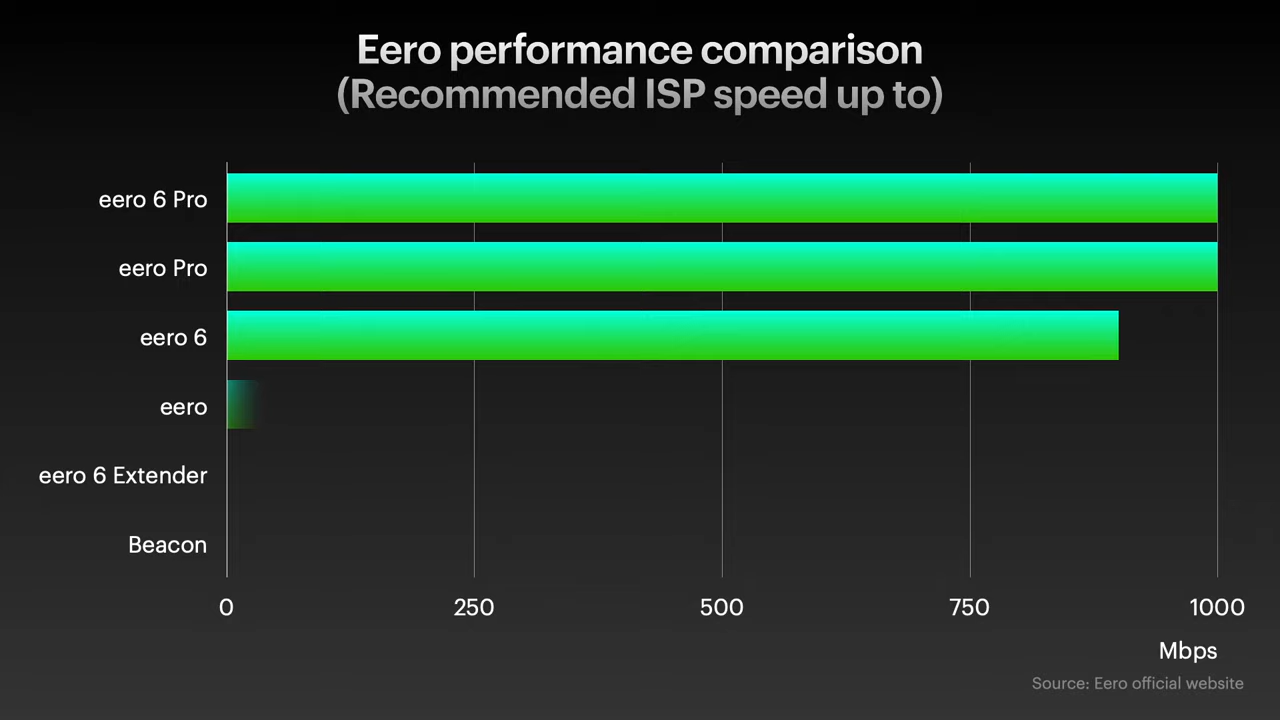 Eero performance comparison
(Recommended ISP speed up to)
eero 6 Pro
eero Pro
eero 6
eero
eero 6 Extender
Beacon
0 250 500 750 1000
Mbps
Source: Eero official website